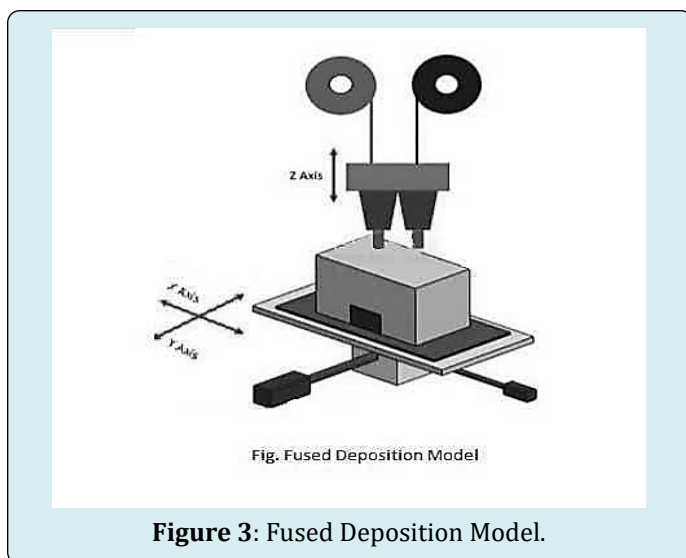 Z Axis
X Axis
Y Axis
Fig. Fused Deposition Model
Figure 3: Fused Deposition Model.